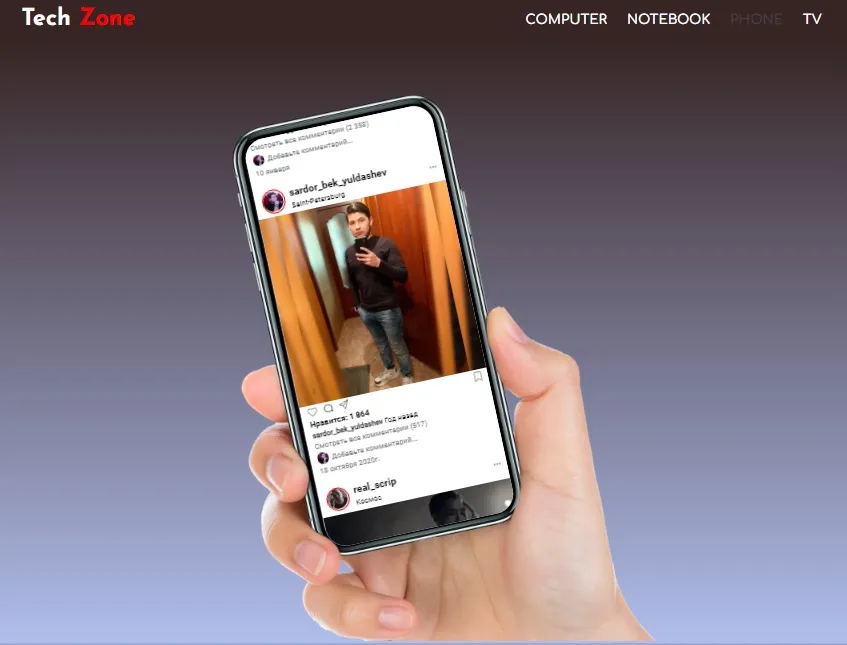 Tech Zone
COMPUTER NOTEBOOK PHONE TV
Смотреть все комментарии (2 358)
Добавьте комментарий...
10 января
sardor_bek_yuldashev
Saint-Petersburg
Нравится: 1 864
sardor_bek_yuldashev Год назад
Смотреть все комментарии (517)
Добавьте комментарий...
18 октября 2020г.
real_scrip
Космос